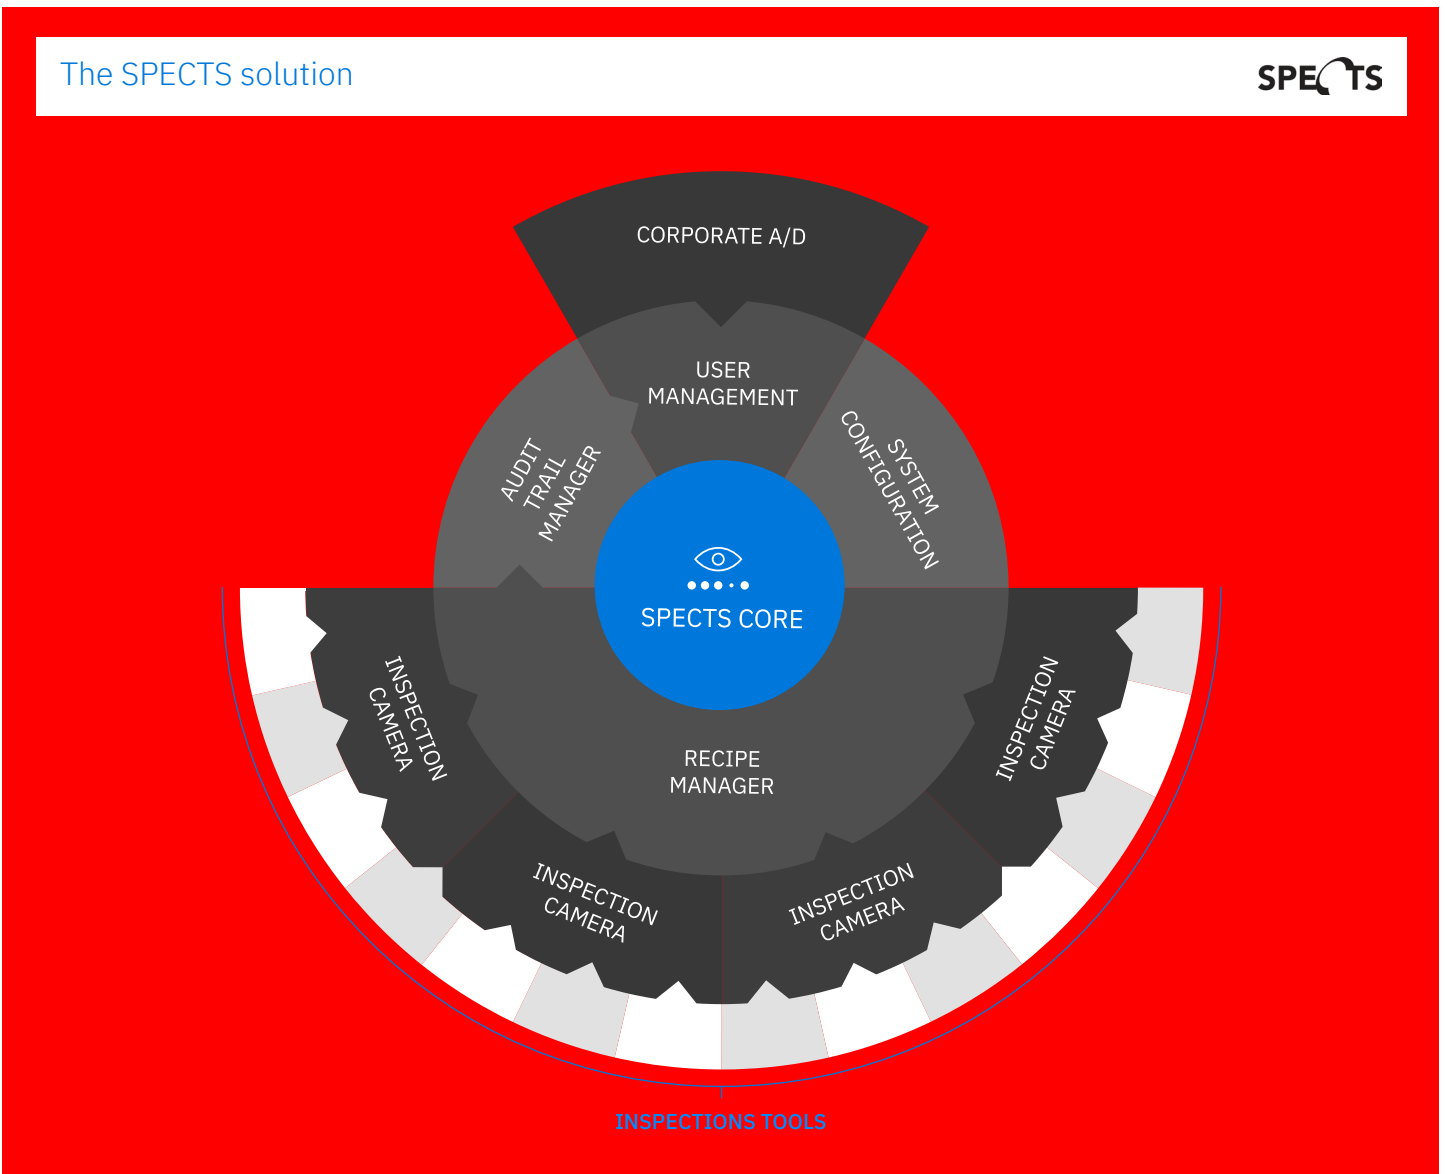 The SPECTS solution
SPECTS
CORPORATE A/D
USER
MANAGEMENT
AUDIT
TRAIL
MANAGER
SYSTEM
CONFIGURATION
SPECTS CORE
INSPECTION
CAMERA
INSPECTION
CAMERA
RECIPE
MANAGER
INSPECTION
CAMERA
INSPECTION
CAMERA
INSPECTIONS TOOLS